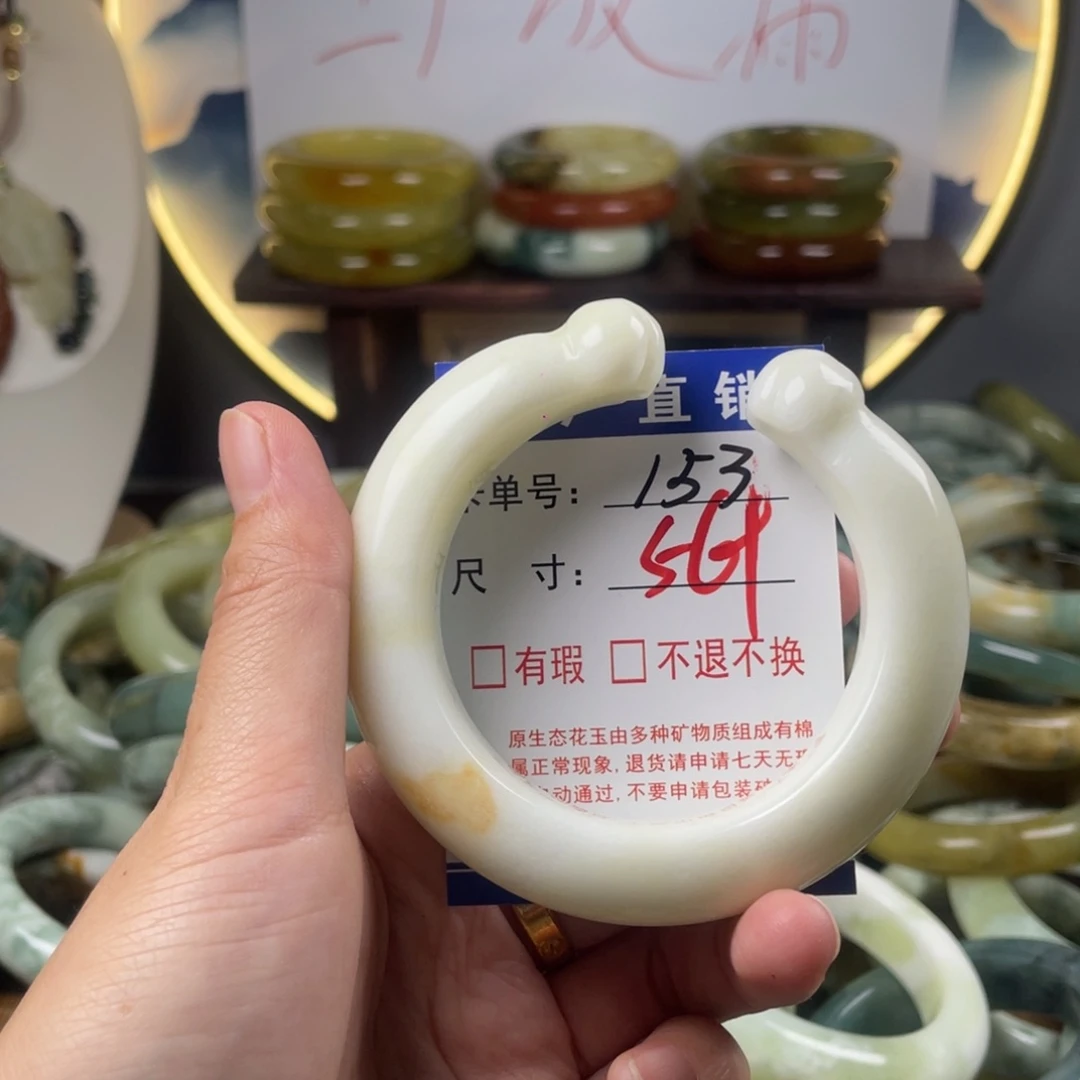 直销
单号: 153
尺 寸: 56
□有瑕 □不退不换
原生态花玉由多种矿物质组成有棉
属正常现象, 退货请申请七天无
动通过, 不要申请包装